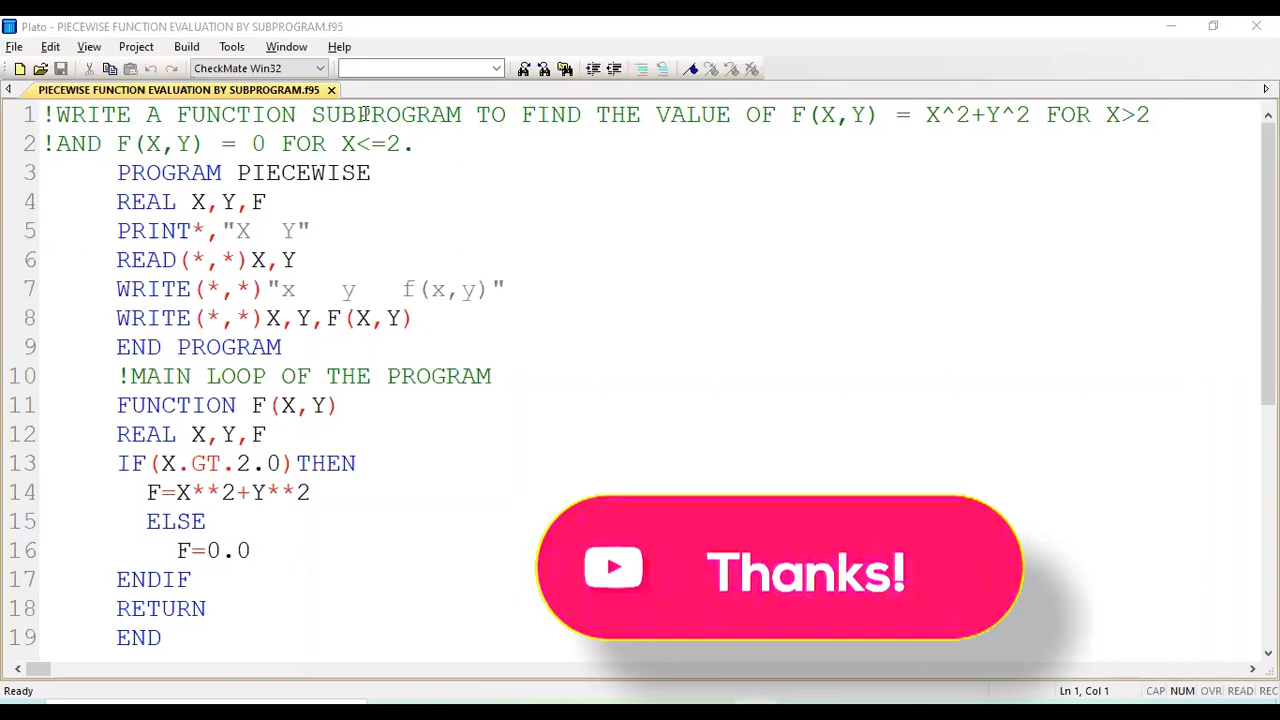 Plato - PIECEWISE FUNCTION EVALUATION BY SUBPROGRAM.f95
File Edit View Project Build Tools Window Help
CheckMate Win32
PIECEWISE FUNCTION EVALUATION BY SUBPROGRAM.f95
1 !WRITE A FUNCTION SUBPROGRAM TO FIND THE VALUE OF F(X,Y) = X^2+Y^2 FOR X>2
2 !AND F(X,Y) = 0 FOR X<=2.
3 PROGRAM PIECEWISE
4 REAL X,Y,F
5 PRINT*,"X Y"
6 READ(*,*)X,Y
7 WRITE(*,*)"x y f(x,y)"
8 WRITE(*,*)X,Y,F(X,Y)
9 END PROGRAM
10 !MAIN LOOP OF THE PROGRAM
11 FUNCTION F(X,Y)
12 REAL X,Y,F
13 IF(X.GT.2.0)THEN
14 F=X**2+Y**2
15 ELSE
16 F=0.0
17 ENDIF
18 RETURN
19 END
Thanks!
Ready Ln 1, Col 1 CAP NUM OVR READ REC